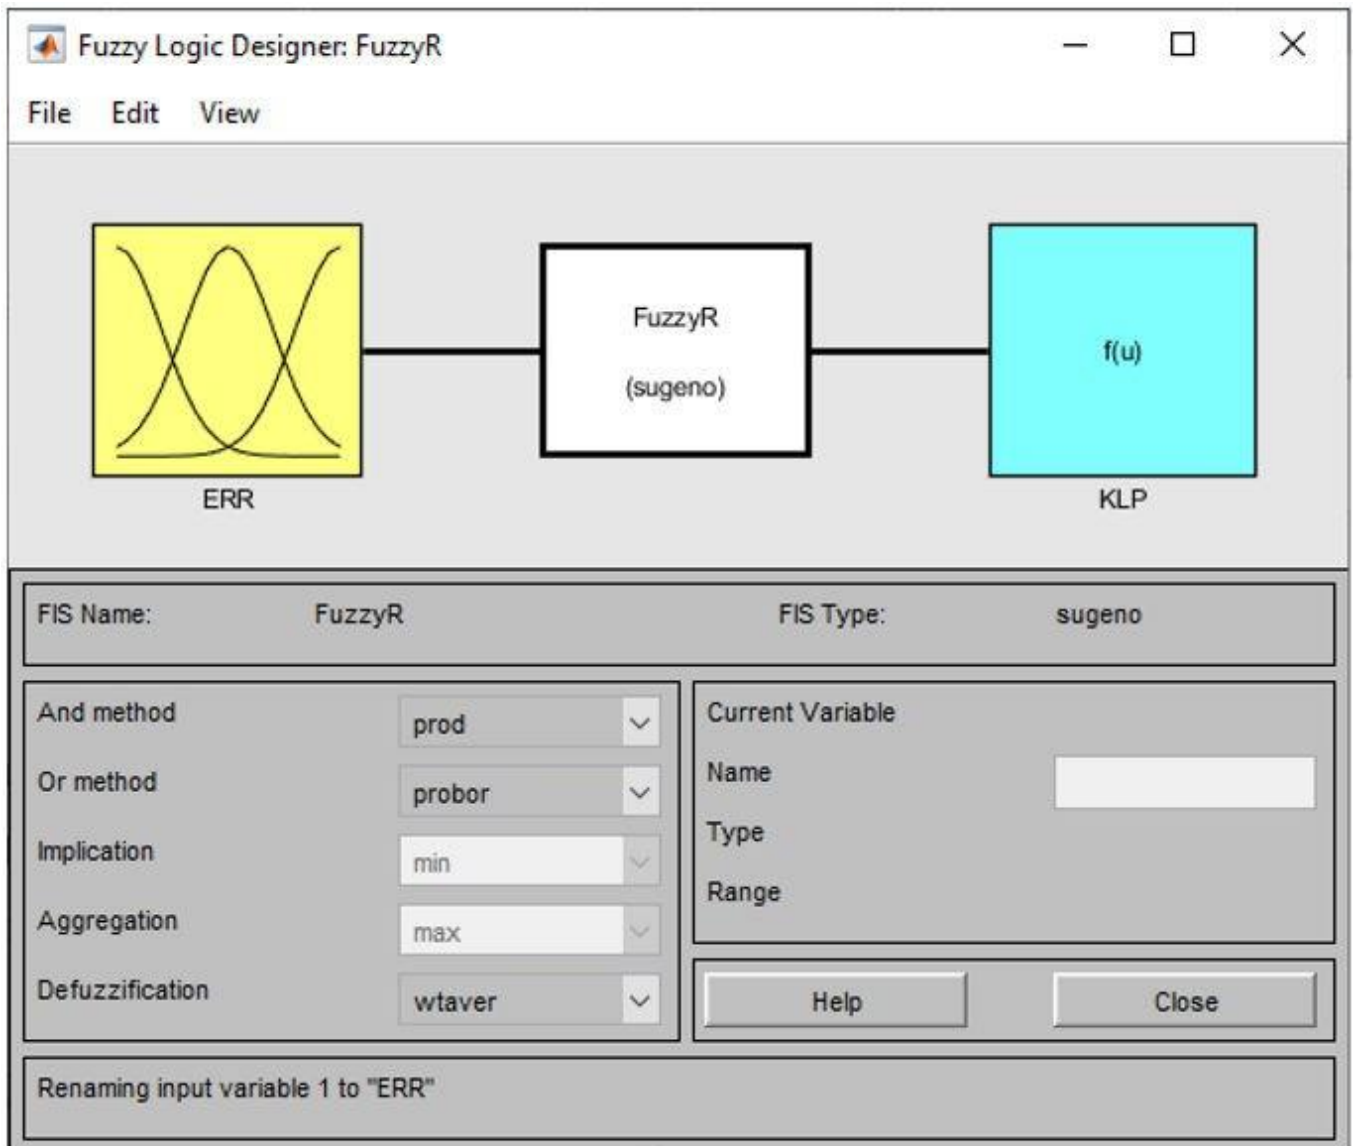 Fuzzy Logic Designer: FuzzyR
File Edit View
FuzzyR
(sugeno)
f(u)
ERR
KLP
FIS Name: FuzzyR FIS Type: sugeno
And method prod
Or method probor
Implication min
Aggregation max
Defuzzification wtaver
Current Variable
Name
Type
Range
Help Close
Renaming input variable 1 to "ERR"